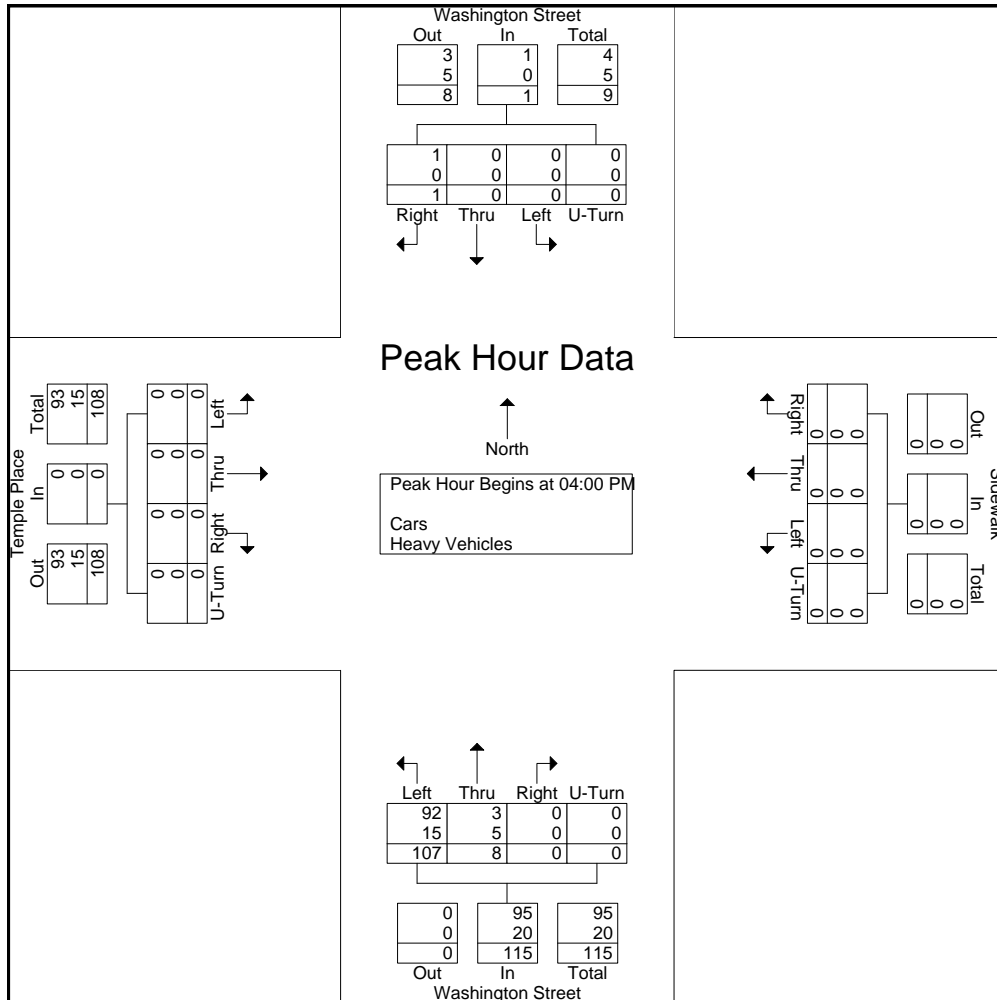 Washington Street
Out In Total
3 1 4
5 0 5
8 1 9
1 0 0 0
0 0 0 0
1 0 0 0
Right Thru Left U-Turn
Peak Hour Data
North
Peak Hour Begins at 04:00 PM
Cars
Heavy Vehicles
Temple Place
Out In Total
93 0 93
15 0 15
108 0 108
0 0 0 0
0 0 0 0
0 0 0 0
U-Turn Right Thru Left
Sidewalk
Out In Total
0 0 0
0 0 0
0 0 0
0 0 0 0
0 0 0 0
0 0 0 0
Right Thru Left U-Turn
Left Thru Right U-Turn
92 3 0 0
15 5 0 0
107 8 0 0
0 95 95
0 20 20
0 115 115
Out In Total
Washington Street